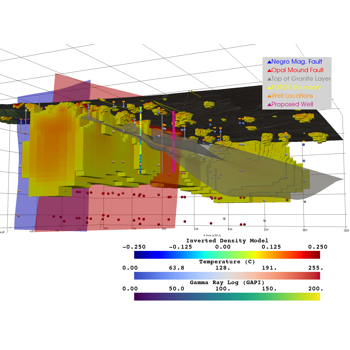 Negro Mag. Fault
Opal Mound Fault
Top of Granite Layer
Well Locations
Proposed Well
Inverted Density Model
-0.250 -0.125 0.00 0.125 0.250
Temperature (C)
0.00 63.8 128. 191. 255.
Gamma Ray Log (GAPI)
0.00 50.0 100. 150. 200.